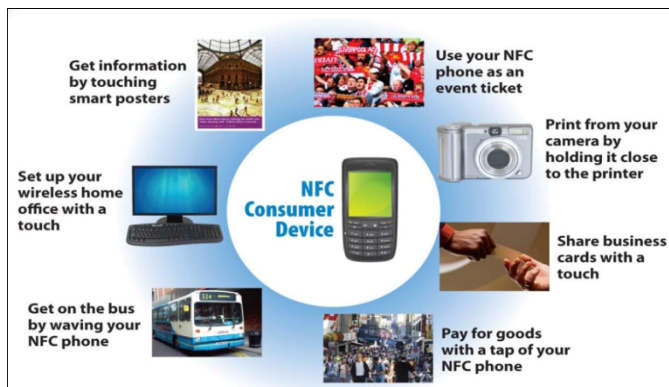 Get information
by touching
smart posters
LIVERPOOL
Use your NFC
phone as an
event ticket
Print from your
camera by
holding it close
to the printer
Set up your
wireless home
office with a
touch
NFC
Consumer
Device
Share business
cards with a
touch
Get on the bus
by waving your
NFC phone
324
Pay for goods
with a tap of your
NFC phone